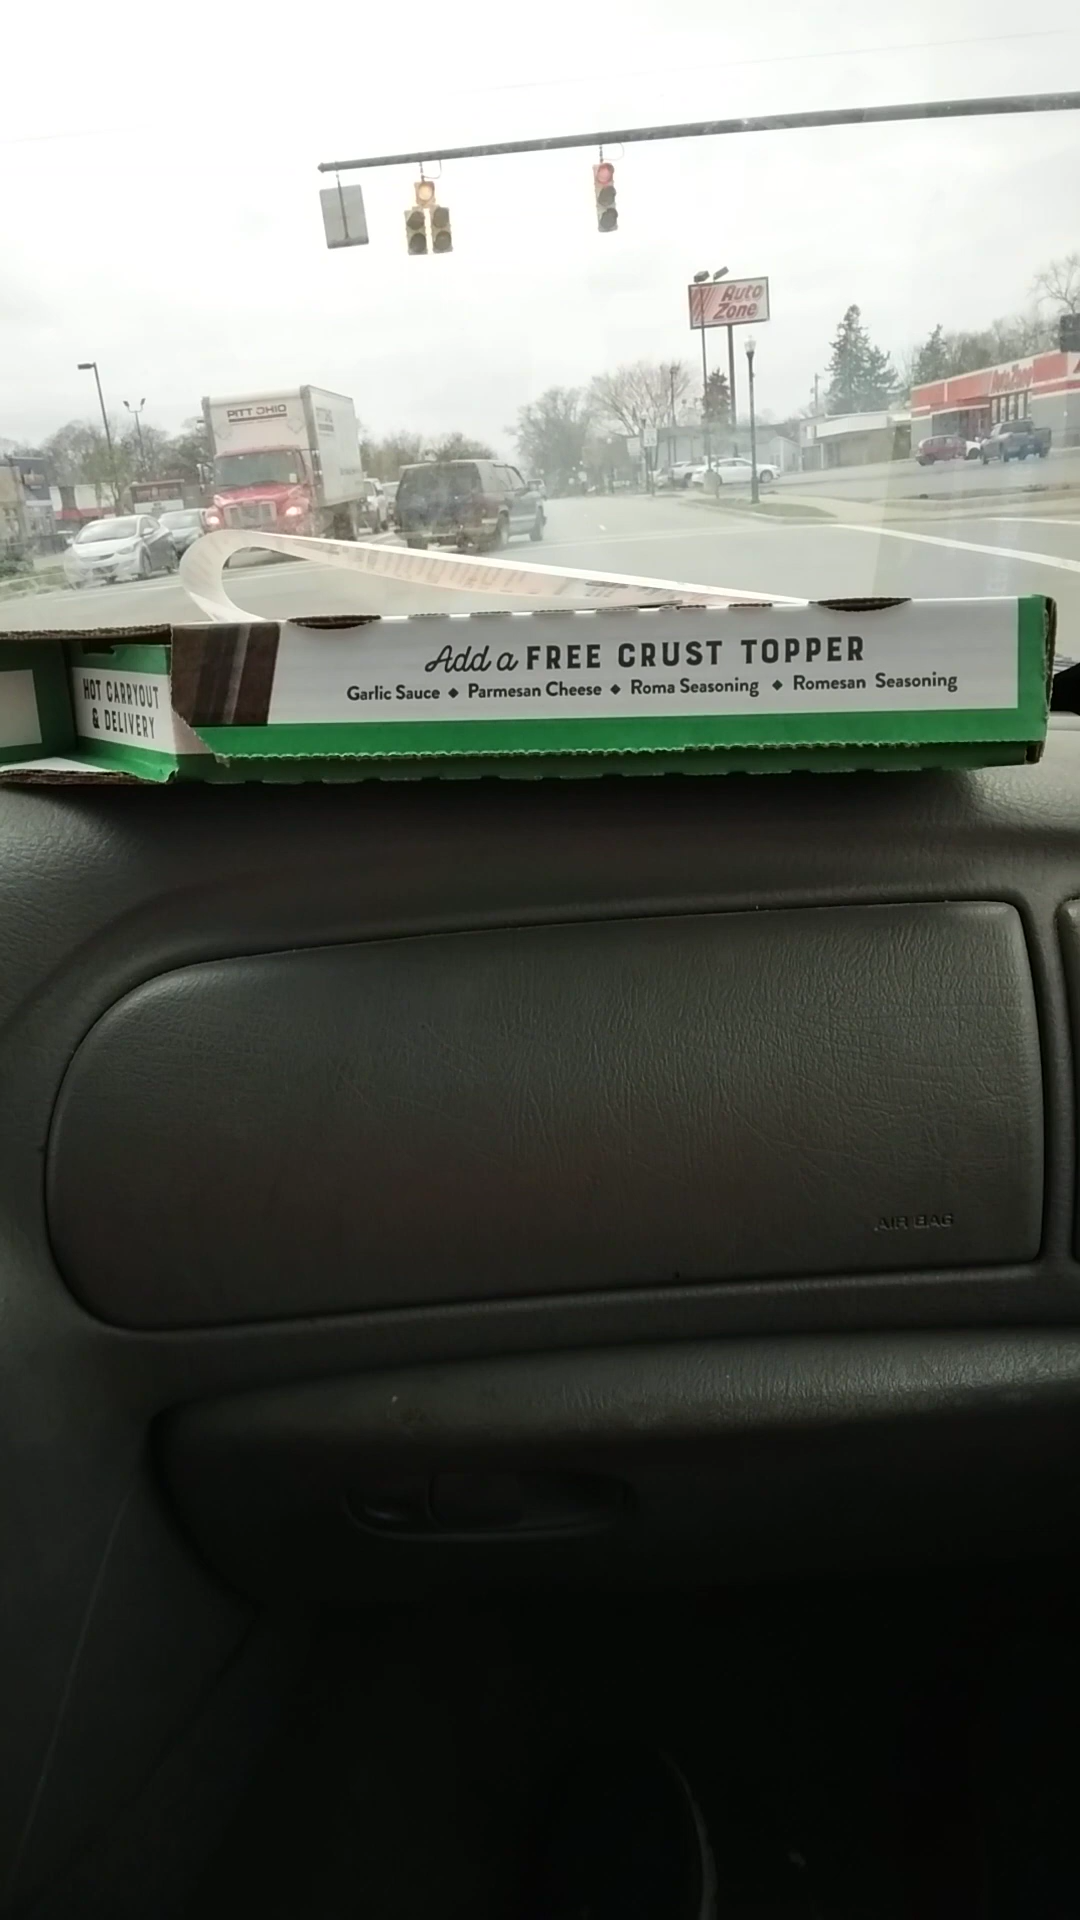 PITT OHIO
Auto
Zone
AutoZone
Add a FREE CRUST TOPPER
Garlic Sauce ◆ Parmesan Cheese ◆ Roma Seasoning ◆ Romesan Seasoning
HOT CARRYOUT
& DELIVERY
AIR BAG